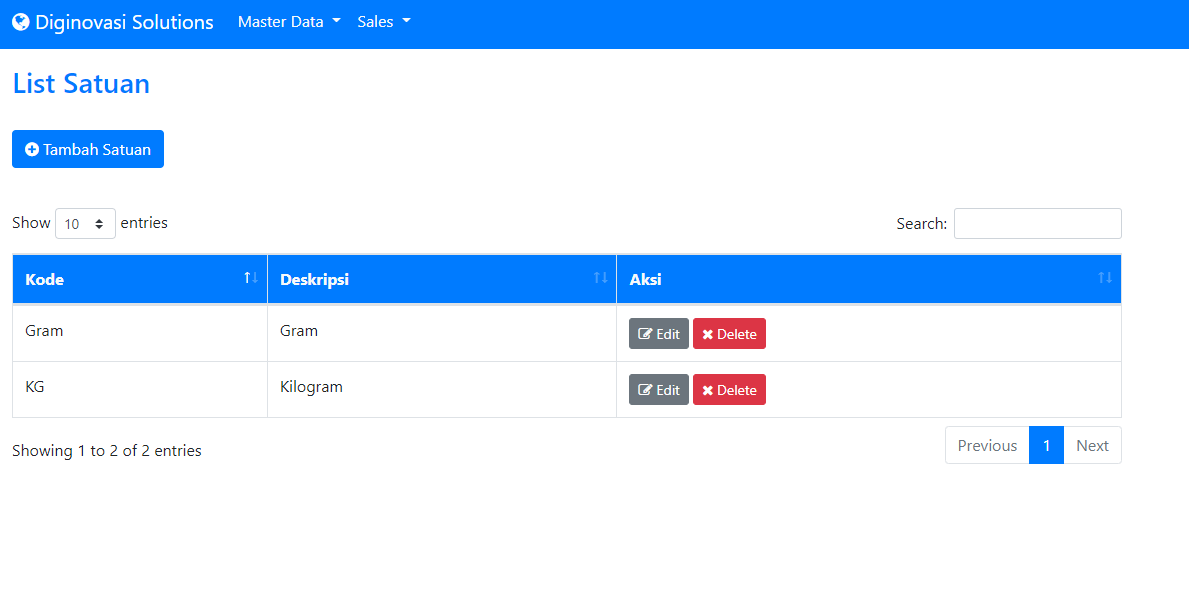 Diginovasi Solutions Master Data Sales
List Satuan
Tambah Satuan
Show 10 entries Search:
Kode Deskripsi Aksi
Gram Gram Edit Delete
KG Kilogram Edit Delete
Showing 1 to 2 of 2 entries Previous 1 Next